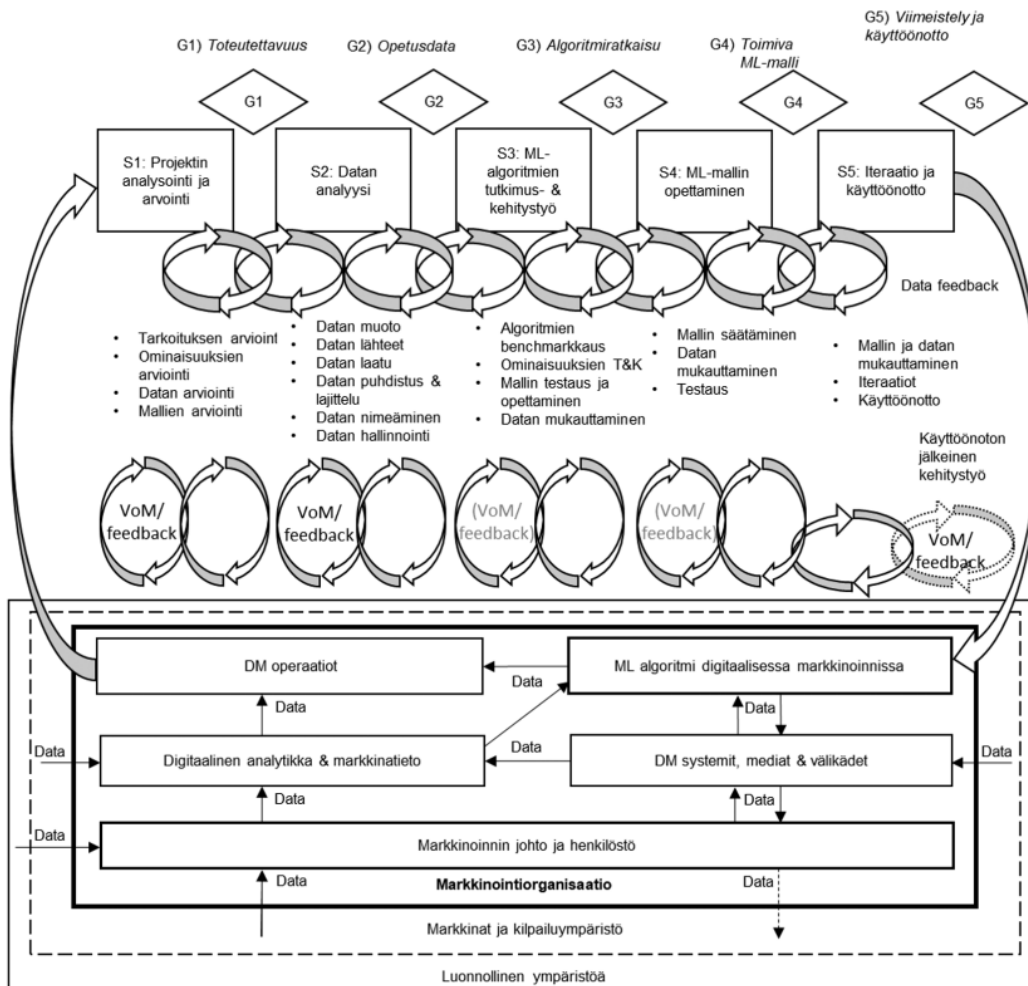 G1) Toteutettavuus
G2) Opetusdata
G3) Algoritmiratkaisu
G4) Toimiva
ML-malli
G5) Viimeistely ja
käyttöönotto
G1
G2
G3
G4
G5
S1: Projektin
analysointi ja
arvointi
S2: Datan
analyysi
S3: ML-
algoritmien
tutkimus- &
kehitystyö
S4: ML-mallin
opettaminen
S5: Iteraatio ja
käyttöönotto
Data feedback
• Tarkoituksen arviointi
• Ominaisuuksien
arviointi
• Datan arviointi
• Mallien arviointi
• Datan muoto
• Datan lähteet
• Datan laatu
• Datan puhdistus &
lajittelu
• Datan nimeäminen
• Datan hallinnointi
• Algoritmien
benchmarkkaus
• Ominaisuuksien T&K
• Mallin testaus ja
opettaminen
• Datan mukauttaminen
• Mallin säätäminen
• Datan
mukauttaminen
• Testaus
• Mallin ja datan
mukauttaminen
• Iteraatiot
• Käyttöönotto
Käyttöönoton
jälkeinen
kehitystyö
VoM/
feedback
VoM/
feedback
(VoM/
feedback)
(VoM/
feedback)
VoM/
feedback
DM operaatiot
ML algoritmi digitaalisessa markkinoinnissa
Data
Data
Data
Data
Digitaalinen analytikka & markkinatieto
Data
DM systemit, mediat & välikädet
Data
Data
Data
Data
Markkinoinnin johto ja henkilöstö
Data
Markkinointiorganisaatio
Data
Markkinat ja kilpailuympäristö
Luonnollinen ympäristöä